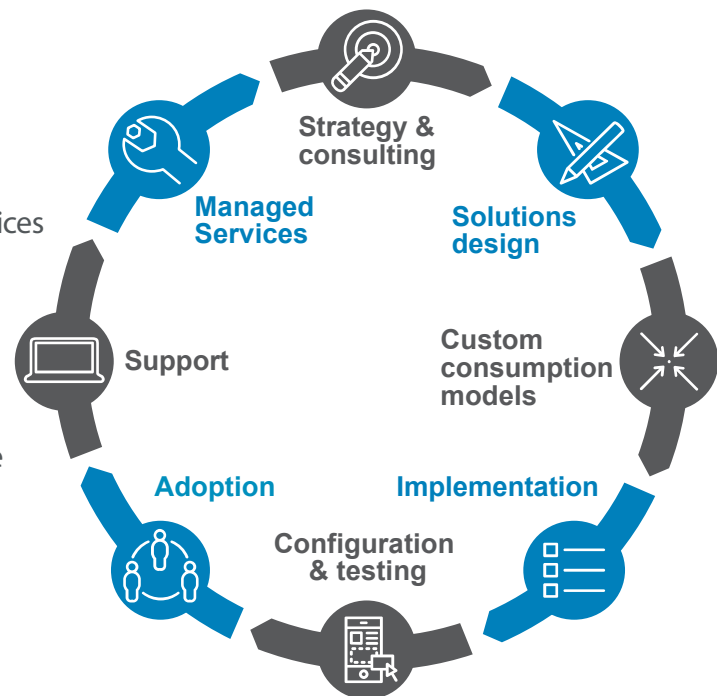 Strategy &
consulting
Managed
Services
Solutions
design
ices
Support
Custom
consumption
models
e
Adoption
Implementation
Configuration
& testing